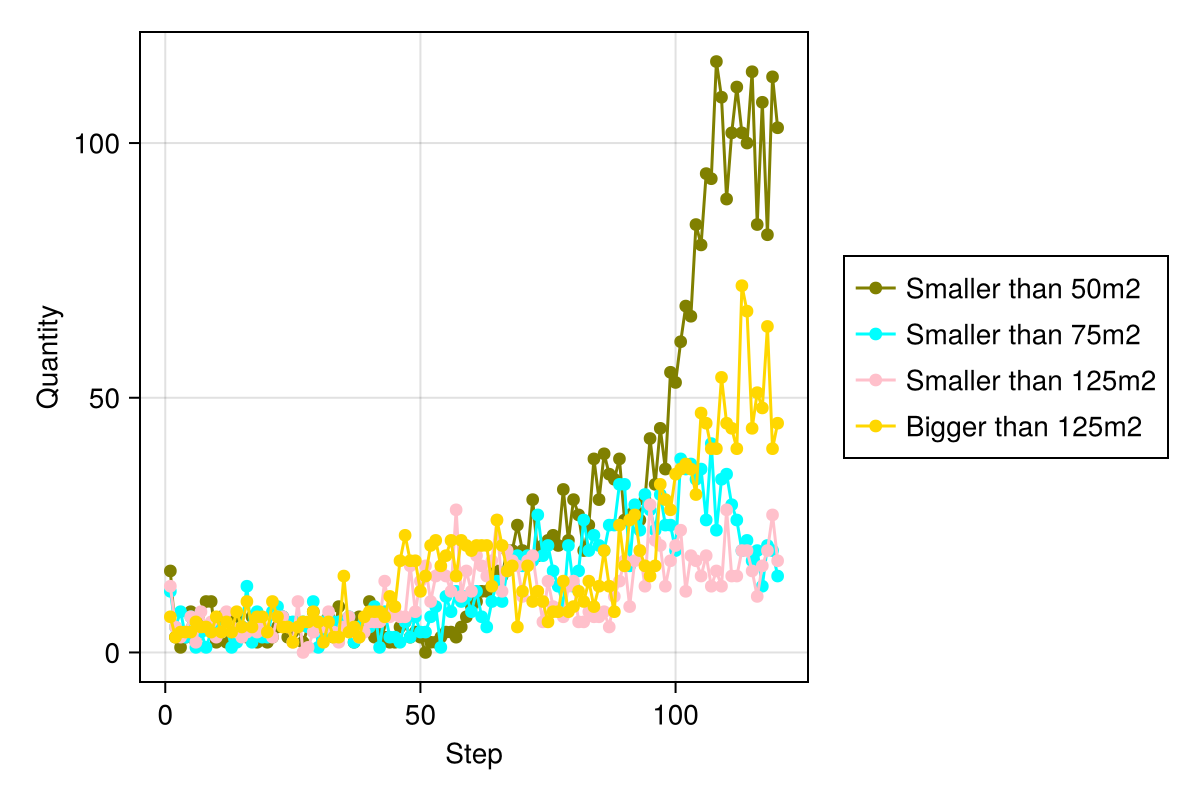 100
50
0
0
50
100
Quantity
Step
Smaller than 50m2
Smaller than 75m2
Smaller than 125m2
Bigger than 125m2